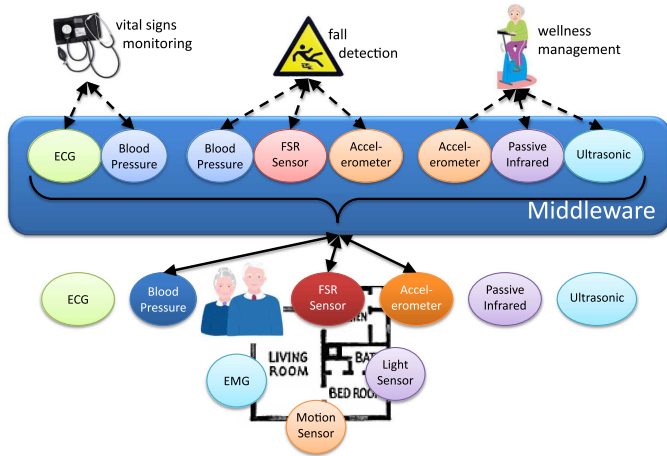 vital signs
monitoring
fall
detection
wellness
management
ECG
Blood
Pressure
Blood
Pressure
FSR
Sensor
Accel-
erometer
Accel-
erometer
Passive
Infrared
Ultrasonic
Middleware
ECG
Blood
Pressure
FSR
Sensor
Accel-
erometer
Passive
Infrared
Ultrasonic
LIVING
ROOM
EMG
Light
Sensor
Motion
Sensor